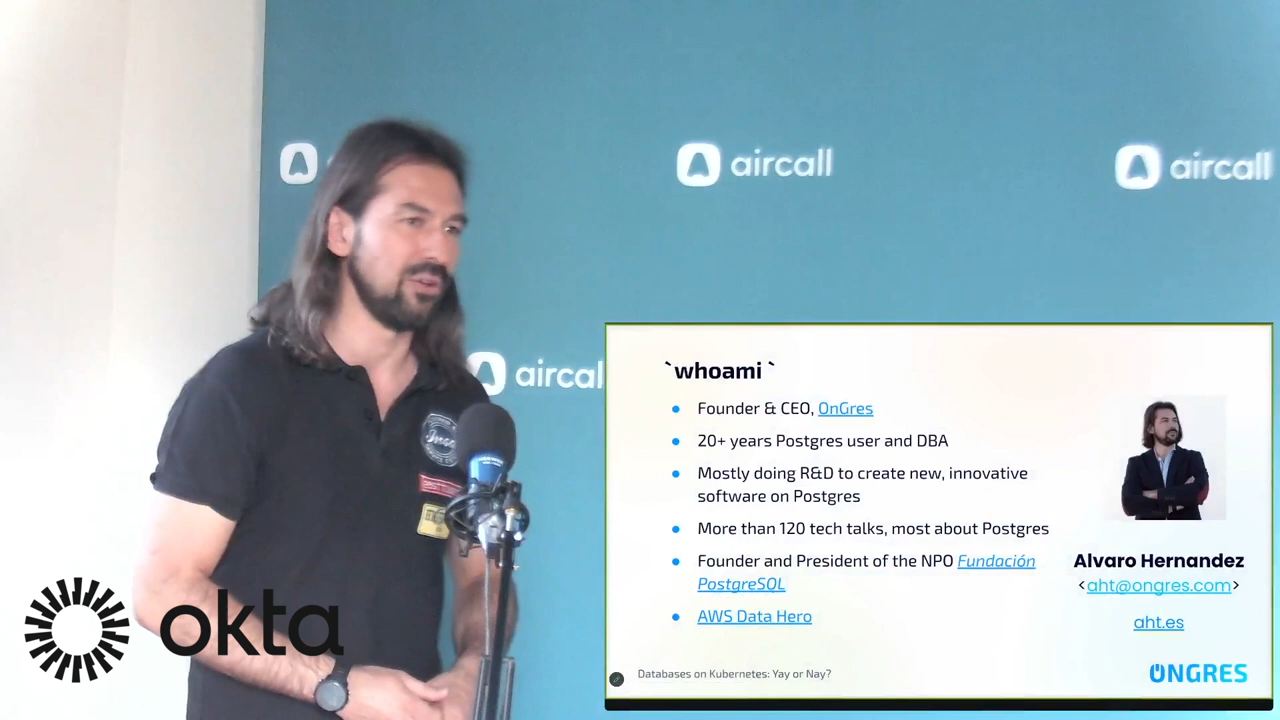 aircall
aircall
aircal
`whoami `
Founder & CEO, OnGres
20+ years Postgres user and DBA
Mostly doing R&D to create new, innovative
software on Postgres
More than 120 tech talks, most about Postgres
Founder and President of the NPO Fundación
PostgreSQL
AWS Data Hero
Alvaro Hernandez
<aht@ongres.com>
aht.es
Databases on Kubernetes: Yay or Nay?
ONGRES
okta